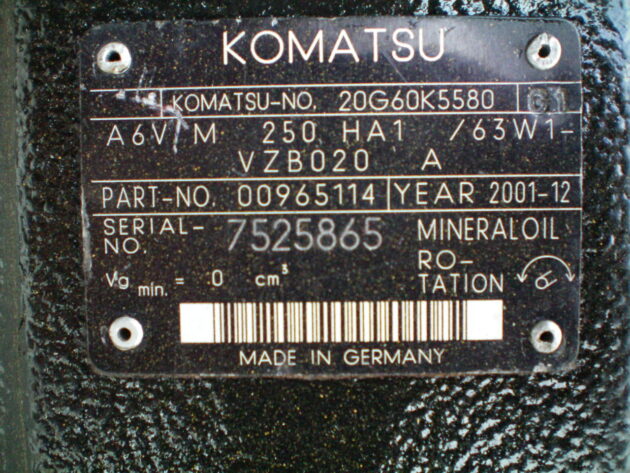 KOMATSU
KOMATSU-NO. 20G60K5580 61
A6V M 250 HA1 /63W1-
VZB020 A
PART-NO. 00965114 YEAR 2001-12
SERIAL-NO. 7525865 MINERALOIL
Vg min. = 0 cm³ RO-
TATION
MADE IN GERMANY